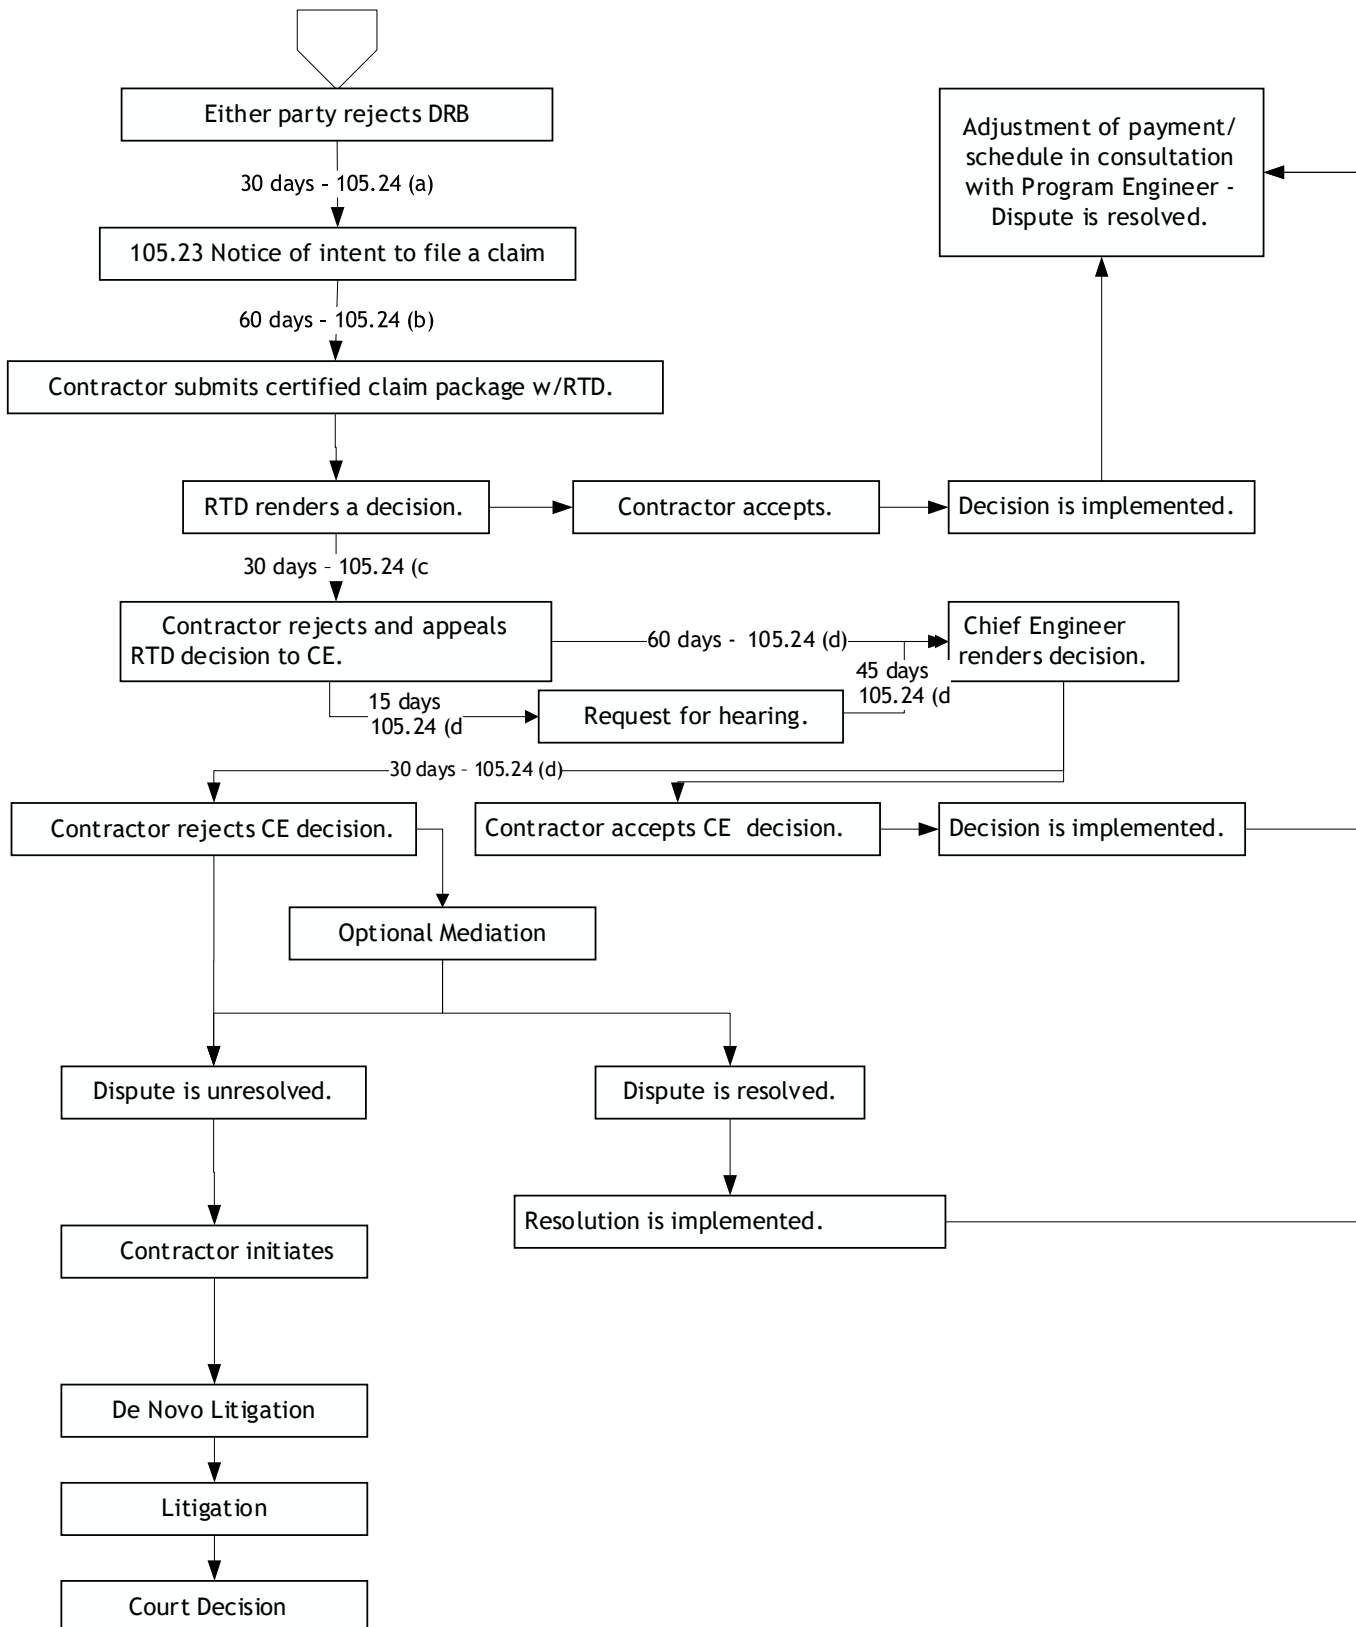 Either party rejects DRB
Adjustment of payment/
schedule in consultation
with Program Engineer -
Dispute is resolved.
30 days - 105.24 (a)
105.23 Notice of intent to file a claim
60 days - 105.24 (b)
Contractor submits certified claim package w/RTD.
RTD renders a decision.
Contractor accepts.
Decision is implemented.
30 days - 105.24 (c
Contractor rejects and appeals
RTD decision to CE.
60 days -  105.24 (d)
Chief Engineer
renders decision.
45 days
105.24 (d
15 days
105.24 (d
Request for hearing.
30 days - 105.24 (d)
Contractor rejects CE decision.
Contractor accepts CE  decision.
Decision is implemented.
Optional Mediation
Dispute is unresolved.
Dispute is resolved.
Resolution is implemented.
Contractor initiates
De Novo Litigation
Litigation
Court Decision